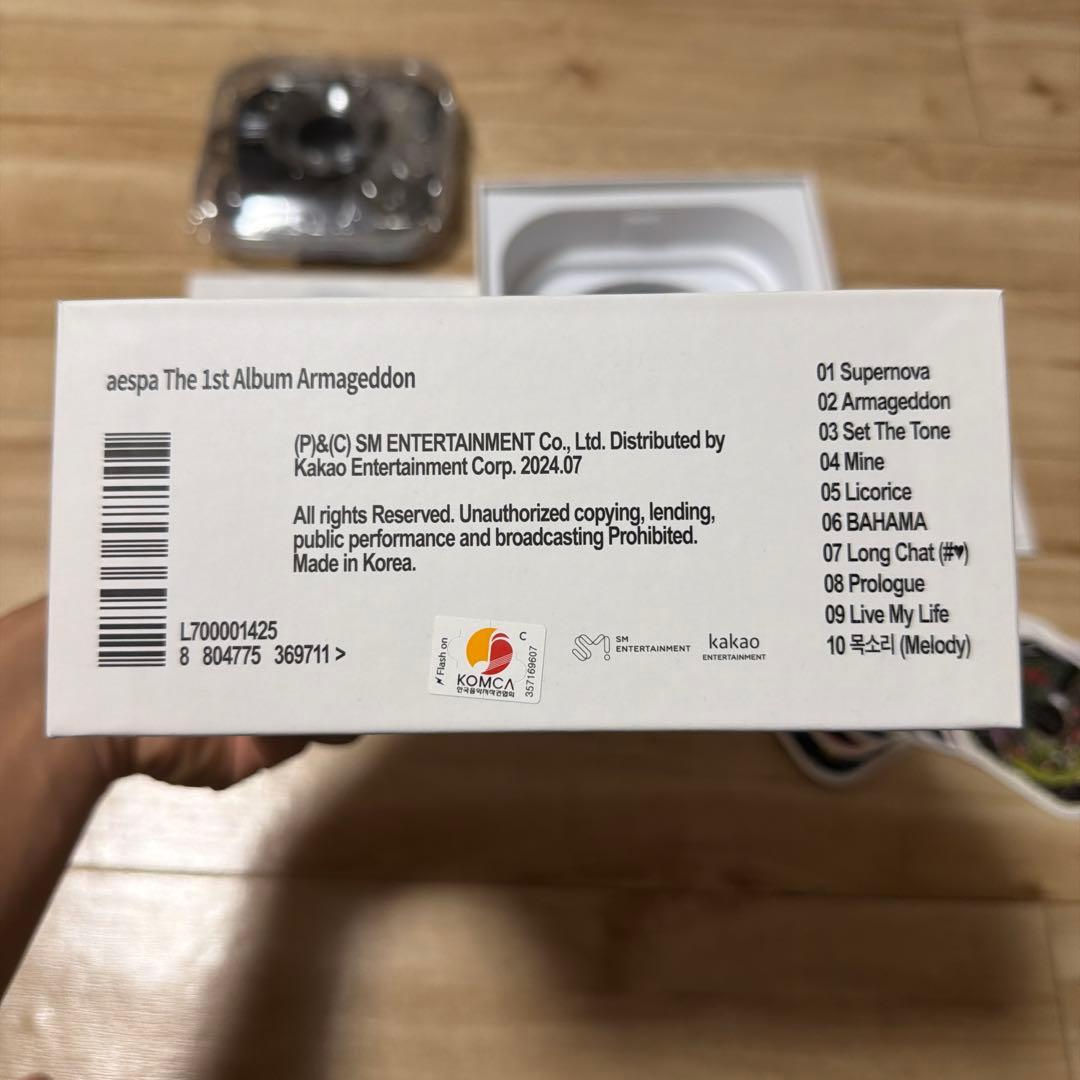 aespa The 1st Album Armageddon
(P)&(C) SM ENTERTAINMENT Co., Ltd. Distributed by
Kakao Entertainment Corp. 2024.07
All rights Reserved. Unauthorized copying, lending,
public performance and broadcasting Prohibited.
Made in Korea.
L700001425
8 804775 369711 >
Flash on
KOMCA
한국음악저작권협회
C
357169607
SM
ENTERTAINMENT
kakao
ENTERTAINMENT
01 Supernova
02 Armageddon
03 Set The Tone
04 Mine
05 Licorice
06 BAHAMA
07 Long Chat (#♥)
08 Prologue
09 Live My Life
10 목소리 (Melody)